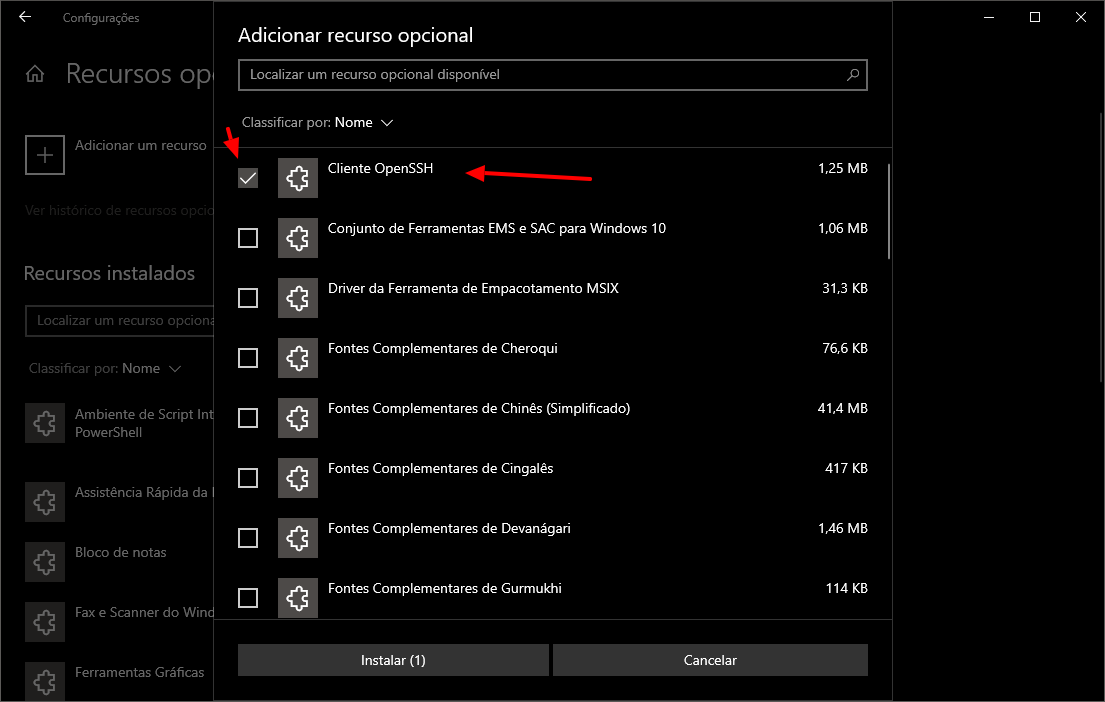 Configurações
Recursos op
Adicionar um recurso
Ver histórico de recursos opcio
Recursos instalados
Localizar um recurso opciona
Classificar por: Nome
Ambiente de Script Int
PowerShell
Assistência Rápida da
Bloco de notas
Fax e Scanner do Wind
Ferramentas Gráficas
Adicionar recurso opcional
Localizar um recurso opcional disponível
Classificar por: Nome
Cliente OpenSSH 1,25 MB
Conjunto de Ferramentas EMS e SAC para Windows 10 1,06 MB
Driver da Ferramenta de Empacotamento MSIX 31,3 KB
Fontes Complementares de Cheroqui 76,6 KB
Fontes Complementares de Chinês (Simplificado) 41,4 MB
Fontes Complementares de Cingalês 417 KB
Fontes Complementares de Devanágari 1,46 MB
Fontes Complementares de Gurmukhi 114 KB
Instalar (1) Cancelar